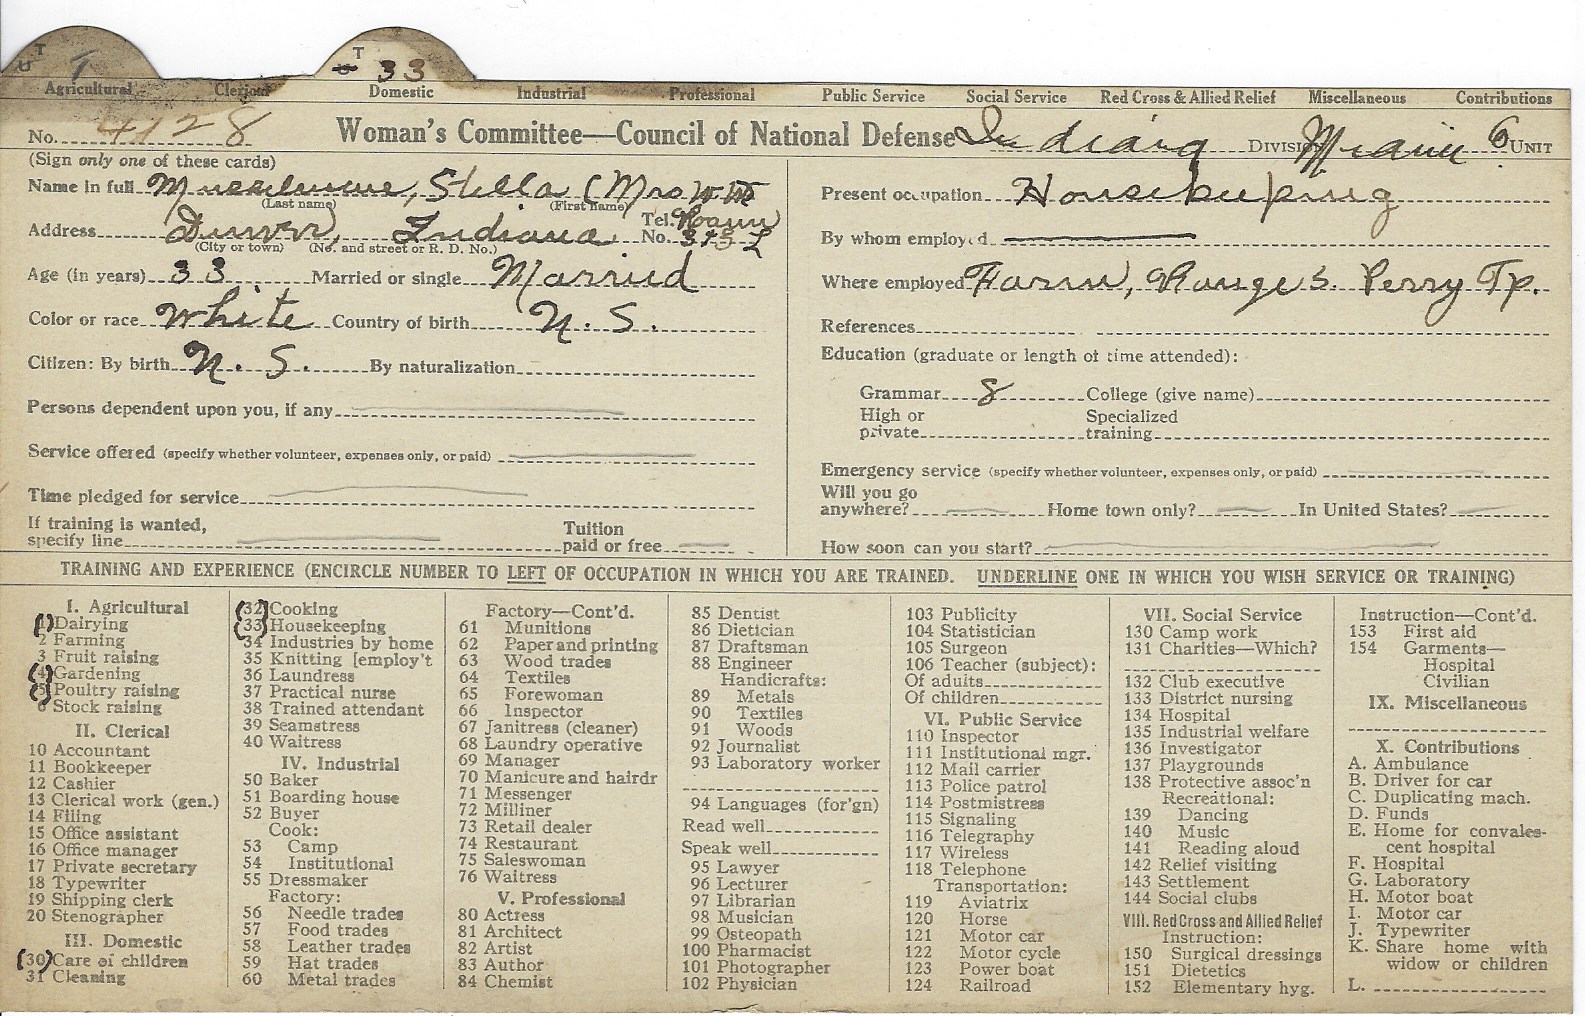 T
U 1
T
U 33
Agricultural Clerical Domestic Industrial Professional Public Service Social Service Red Cross & Allied Relief Miscellaneous Contributions
No. 4128 Woman's Committee—Council of National Defense Indiana Division Miami 6 Unit
(Sign only one of these cards)
Name in full Musselman, Stella (Mrs W W
(Last name) (First name)
Address Denver, Indiana Tel. No. Roann 345 L
(City or town) (No. and street or R. D. No.)
Age (in years) 33 Married or single Married
Color or race White Country of birth U. S.
Citizen: By birth U. S. By naturalization
Persons dependent upon you, if any
Service offered (specify whether volunteer, expenses only, or paid)
Time pledged for service
If training is wanted, specify line Tuition paid or free
Present occupation Housekeeping
By whom employed
Where employed Farm, Range 3. Perry Tp.
References
Education (graduate or length of time attended):
Grammar 8 College (give name)
High or private Specialized training
Emergency service (specify whether volunteer, expenses only, or paid)
Will you go anywhere? Home town only? In United States?
How soon can you start?
TRAINING AND EXPERIENCE (ENCIRCLE NUMBER TO LEFT OF OCCUPATION IN WHICH YOU ARE TRAINED. UNDERLINE ONE IN WHICH YOU WISH SERVICE OR TRAINING)
I. Agricultural
(1) Dairying
2 Farming
3 Fruit raising
(4) Gardening
(5) Poultry raising
6 Stock raising
II. Clerical
10 Accountant
11 Bookkeeper
12 Cashier
13 Clerical work (gen.)
14 Filing
15 Office assistant
16 Office manager
17 Private secretary
18 Typewriter
19 Shipping clerk
20 Stenographer
III. Domestic
(30) Care of children
31 Cleaning
(32) Cooking
(33) Housekeeping
34 Industries by home
35 Knitting [employ't
36 Laundress
37 Practical nurse
38 Trained attendant
39 Seamstress
40 Waitress
IV. Industrial
50 Baker
51 Boarding house
52 Buyer
Cook:
53 Camp
54 Institutional
55 Dressmaker
Factory:
56 Needle trades
57 Food trades
58 Leather trades
59 Hat trades
60 Metal trades
Factory—Cont'd.
61 Munitions
62 Paper and printing
63 Wood trades
64 Textiles
65 Forewoman
66 Inspector
67 Janitress (cleaner)
68 Laundry operative
69 Manager
70 Manicure and hairdr
71 Messenger
72 Milliner
73 Retail dealer
74 Restaurant
75 Saleswoman
76 Waitress
V. Professional
80 Actress
81 Architect
82 Artist
83 Author
84 Chemist
85 Dentist
86 Dietician
87 Draftsman
88 Engineer
Handicrafts:
89 Metals
90 Textiles
91 Woods
92 Journalist
93 Laboratory worker
94 Languages (for'gn)
Read well
Speak well
95 Lawyer
96 Lecturer
97 Librarian
98 Musician
99 Osteopath
100 Pharmacist
101 Photographer
102 Physician
103 Publicity
104 Statistician
105 Surgeon
106 Teacher (subject):
Of adults
Of children
VI. Public Service
110 Inspector
111 Institutional mgr.
112 Mail carrier
113 Police patrol
114 Postmistress
115 Signaling
116 Telegraphy
117 Wireless
118 Telephone
Transportation:
119 Aviatrix
120 Horse
121 Motor car
122 Motor cycle
123 Power boat
124 Railroad
VII. Social Service
130 Camp work
131 Charities—Which?
132 Club executive
133 District nursing
134 Hospital
135 Industrial welfare
136 Investigator
137 Playgrounds
138 Protective assoc'n
Recreational:
139 Dancing
140 Music
141 Reading aloud
142 Relief visiting
143 Settlement
144 Social clubs
VIII. Red Cross and Allied Relief
Instruction:
150 Surgical dressings
151 Dietetics
152 Elementary hyg.
Instruction—Cont'd.
153 First aid
154 Garments—
Hospital
Civilian
IX. Miscellaneous
X. Contributions
A. Ambulance
B. Driver for car
C. Duplicating mach.
D. Funds
E. Home for convales-
cent hospital
F. Hospital
G. Laboratory
H. Motor boat
I. Motor car
J. Typewriter
K. Share home with
widow or children
L.